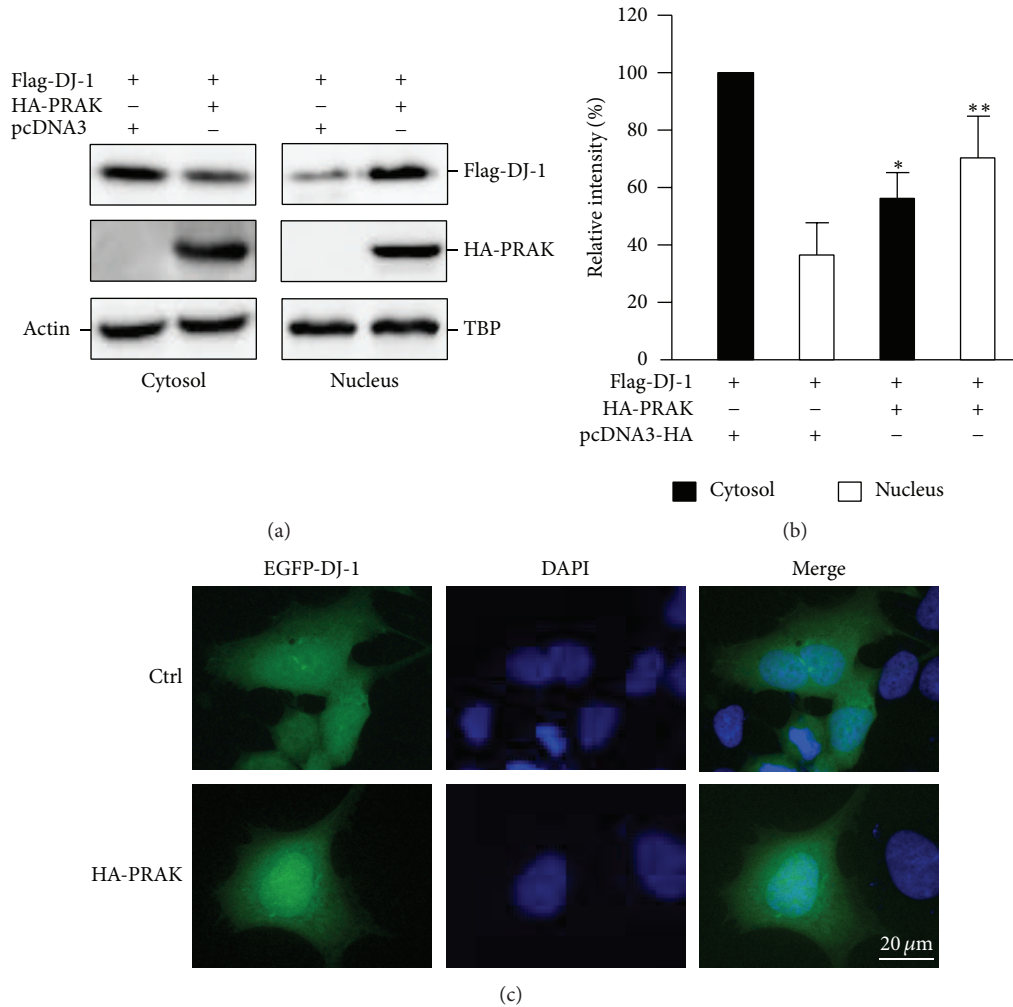 Flag-DJ-1 + + + +
HA-PRAK − + − +
pcDNA3 + − + −
Flag-DJ-1
HA-PRAK
Actin
TBP
Cytosol
Nucleus
(a)
Relative intensity (%)
120
100
80
60
40
20
0
*
**
Flag-DJ-1 + + + +
HA-PRAK − − + +
pcDNA3-HA + + − −
Cytosol
Nucleus
(b)
EGFP-DJ-1
DAPI
Merge
Ctrl
HA-PRAK
20 μm
(c)